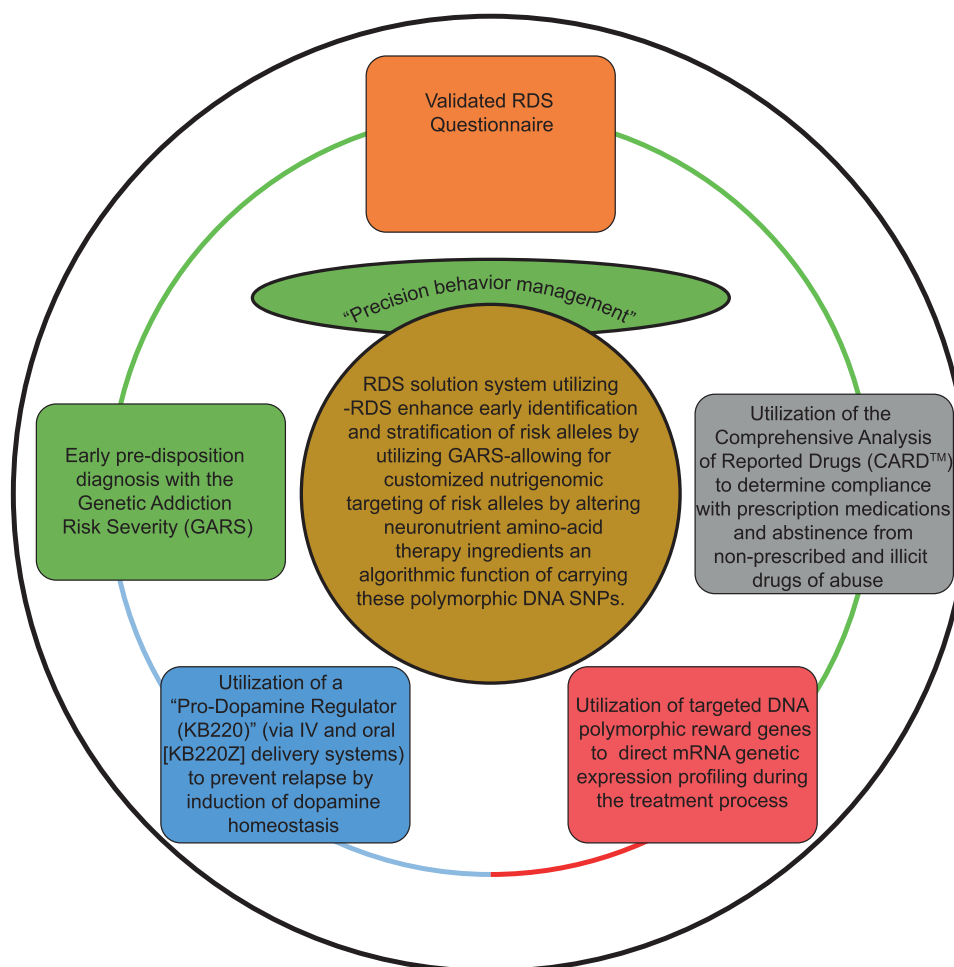 Validated RDS
Questionnaire
“Precision behavior management”
RDS solution system utilizing
-RDS enhance early identification
and stratification of risk alleles by
utilizing GARS-allowing for
customized nutrigenomic
targeting of risk alleles by altering
neuronutrient amino-acid
therapy ingredients an
algorithmic function of carrying
these polymorphic DNA SNPs.
Early pre-disposition
diagnosis with the
Genetic Addiction
Risk Severity (GARS)
Utilization of the
Comprehensive Analysis
of Reported Drugs (CARD™)
to determine compliance
with prescription medications
and abstinence from
non-prescribed and illicit
drugs of abuse
Utilization of a
“Pro-Dopamine Regulator
(KB220)” (via IV and oral
[KB220Z] delivery systems)
to prevent relapse by
induction of dopamine
homeostasis
Utilization of targeted DNA
polymorphic reward genes
to direct mRNA genetic
expression profiling during
the treatment process